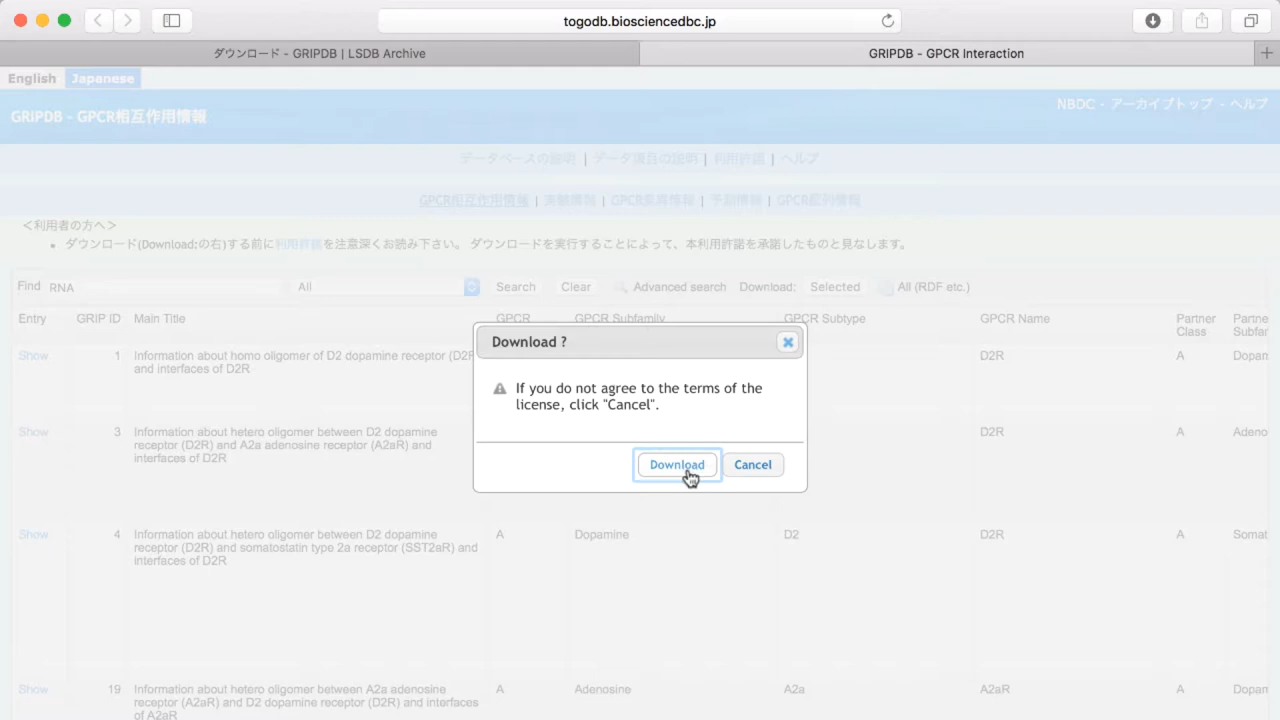 togodb.biosciencedbc.jp
ダウンロード - GRIPDB | LSDB Archive
GRIPDB - GPCR Interaction
English Japanese
GRIPDB - GPCR相互作用情報
NBDC - アーカイブトップ - ヘルプ
データベースの説明 | データ項目の説明 | 利用許諾 | ヘルプ
GPCR相互作用情報 | 実験情報 | GPCR変異情報 | 予測情報 | GPCR配列情報
＜利用者の方へ＞
• ダウンロード(Download:の右)する前に利用許諾を注意深くお読み下さい。 ダウンロードを実行することによって、本利用許諾を承諾したものと見なします。
Find RNA All Search Clear Advanced search Download: Selected All (RDF etc.)
Entry GRIP ID Main Title GPCR GPCR Subfamily GPCR Subtype GPCR Name Partner Class Partne Subfar
Show 1 Information about homo oligomer of D2 dopamine receptor (D2F D2R A Dopan
and interfaces of D2R
Download ?
If you do not agree to the terms of the
license, click "Cancel".
Download Cancel
Show 3 Information about hetero oligomer between D2 dopamine D2R A Adeno
receptor (D2R) and A2a adenosine receptor (A2aR) and
interfaces of D2R
Show 4 Information about hetero oligomer between D2 dopamine A Dopamine D2 D2R A Somat
receptor (D2R) and somatostatin type 2a receptor (SST2aR) and
interfaces of D2R
Show 19 Information about hetero oligomer between A2a adenosine A Adenosine A2a A2aR A Dopan
receptor (A2aR) and D2 dopamine receptor (D2R) and interfaces
of A2aR